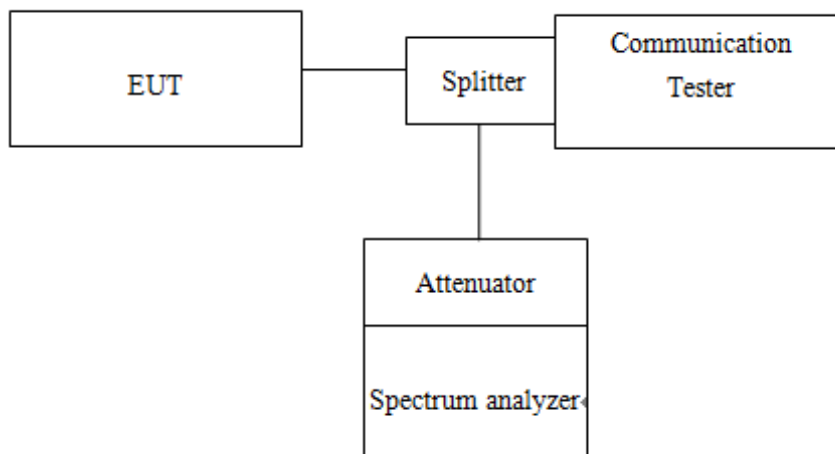 EUT
Splitter
Communication
Tester
Attenuator
Spectrum analyzer